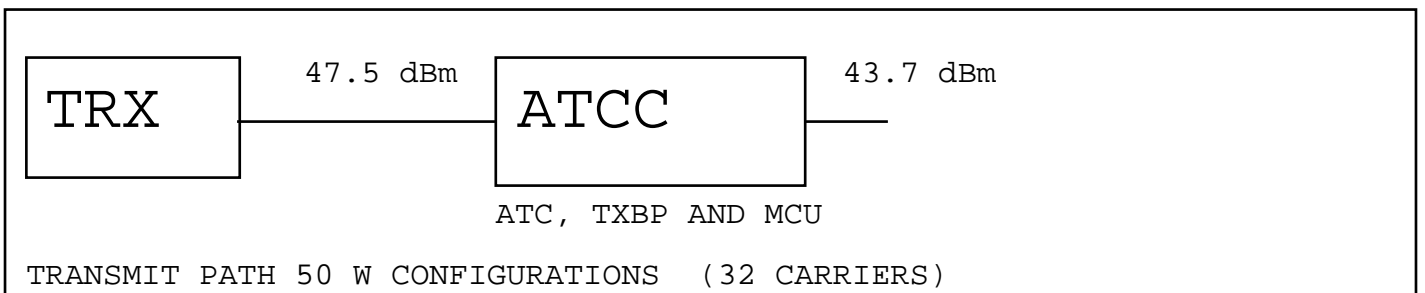 47.5 dBm 43.7 dBm
TRX ATCC
ATC, TXBP AND MCU
TRANSMIT PATH 50 W CONFIGURATIONS (32 CARRIERS)